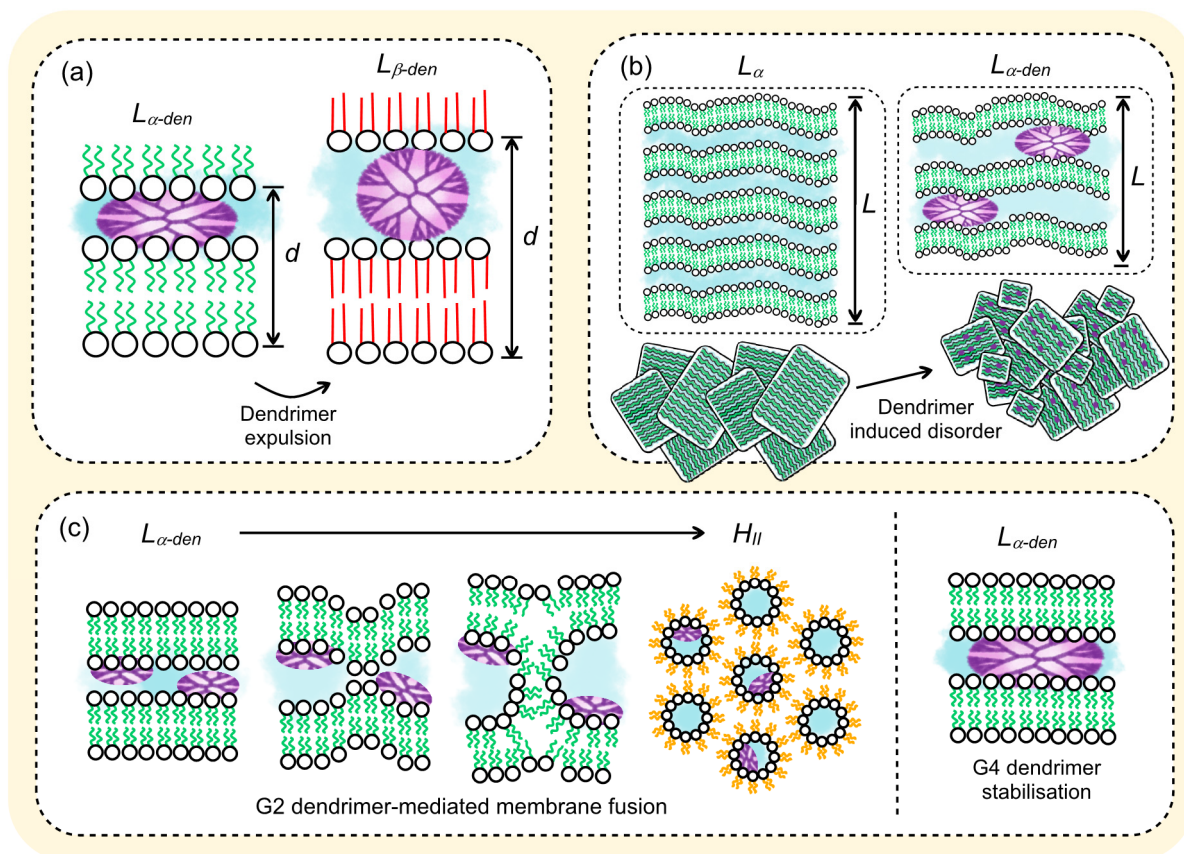 (a)
Lα-den
Lβ-den
d
d
Dendrimer
expulsion
(b)
Lα
Lα-den
L
L
Dendrimer
induced disorder
(c)
Lα-den
HII
Lα-den
G2 dendrimer-mediated membrane fusion
G4 dendrimer
stabilisation